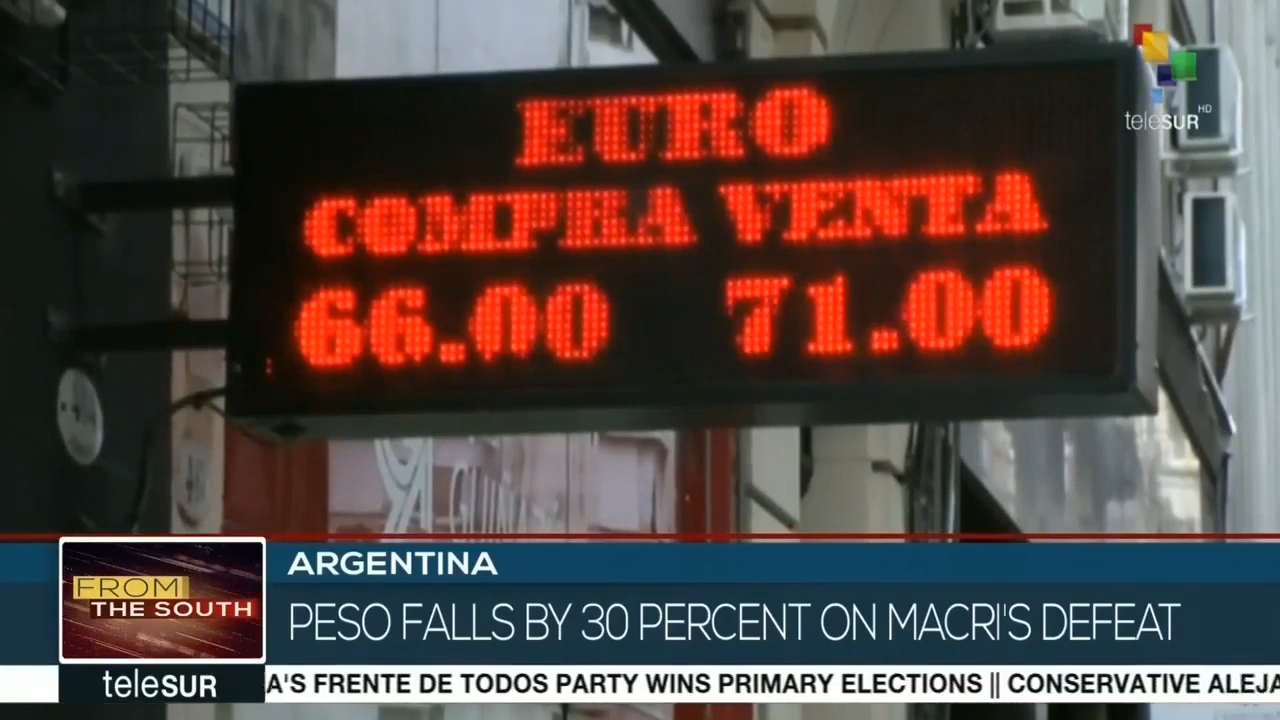 EURO
COMPRA VENTA
66.00 71.00
teleSUR HD
ARGENTINA
FROM
THE SOUTH
PESO FALLS BY 30 PERCENT ON MACRI'S DEFEAT
teleSUR
A'S FRENTE DE TODOS PARTY WINS PRIMARY ELECTIONS || CONSERVATIVE ALEJA